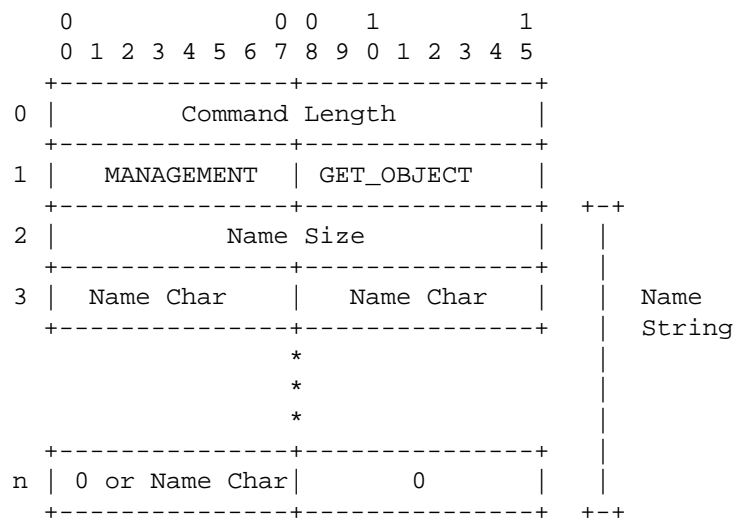 0             0 0   1         1
     0 1 2 3 4 5 6 7 8 9 0 1 2 3 4 5
    +---------------+---------------+
0 |        Command Length         |
    +---------------+---------------+
1 |   MANAGEMENT  | GET_OBJECT    |
    +---------------+---------------+  +-+
2 |           Name Size           |   |
    +---------------+---------------+   |
3 |  Name Char    |   Name Char   |   |  Name
    +---------------+---------------+   |  String
                    *                   |
                    *                   |
                    *                   |
    +---------------+---------------+   |
n | 0 or Name Char|       0       |   |
    +---------------+---------------+  +-+